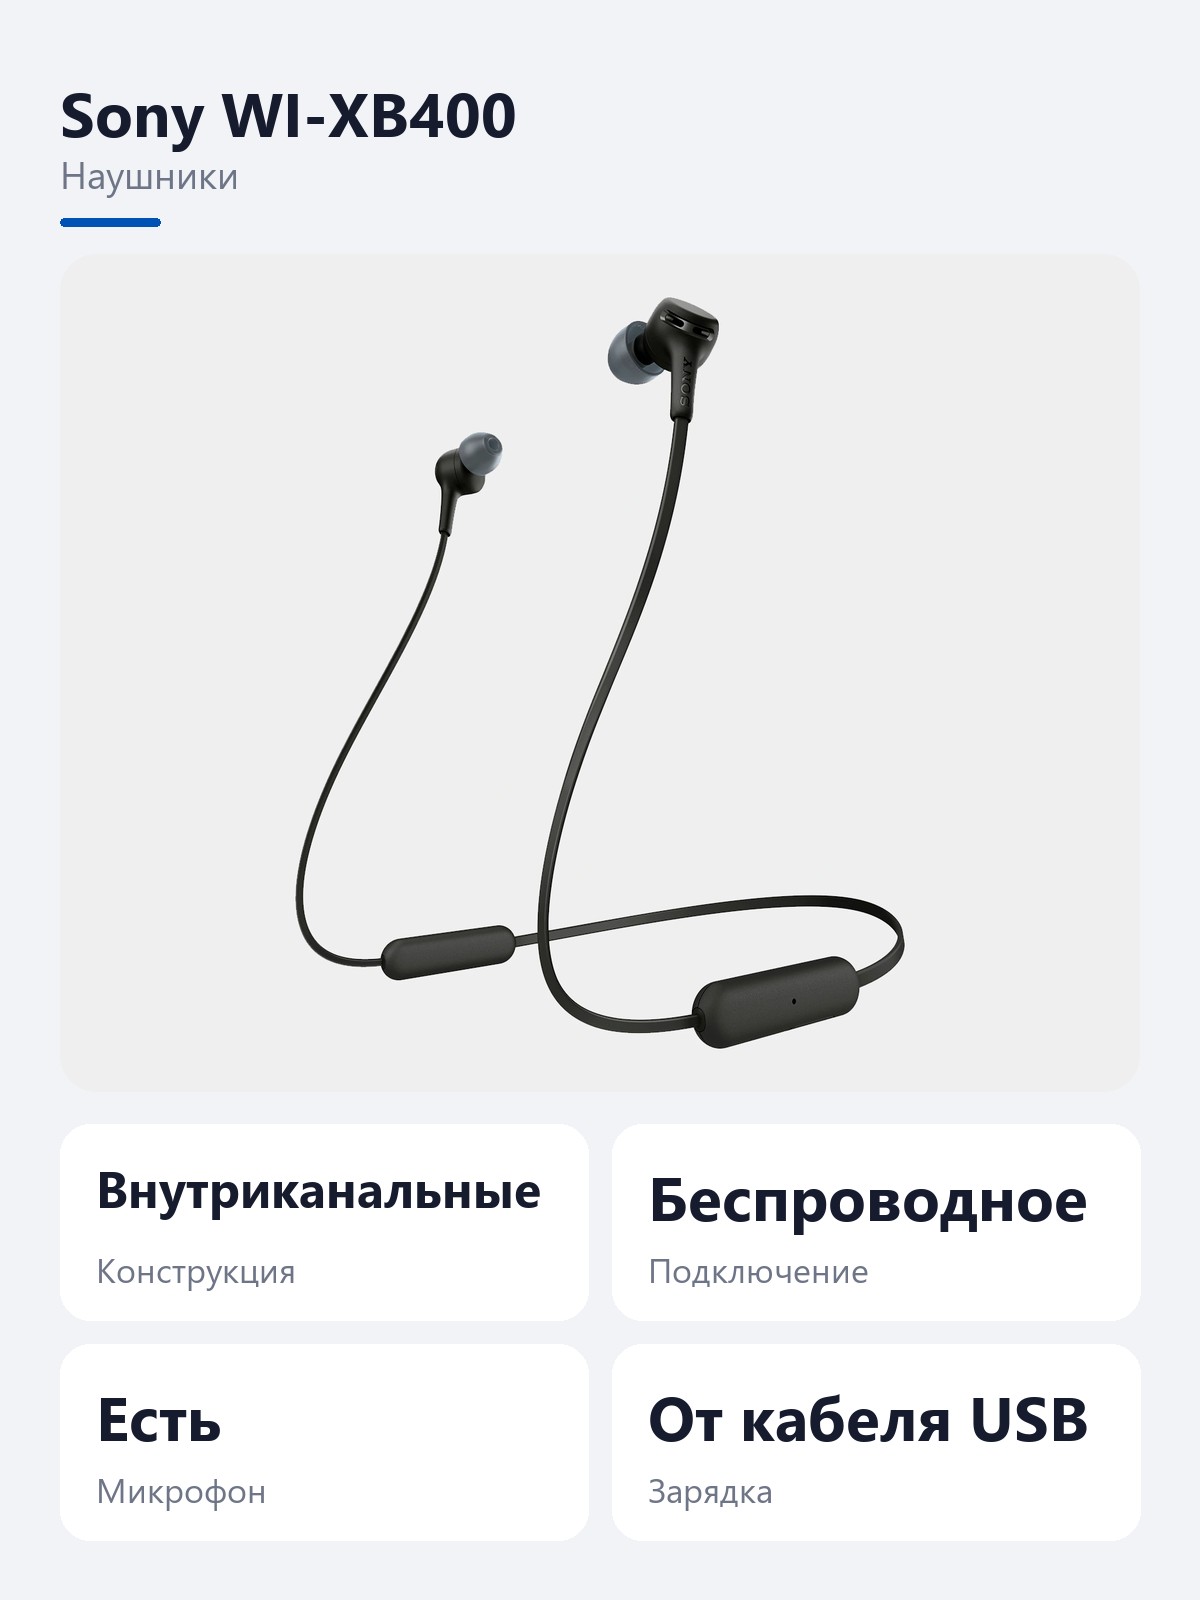 Sony WI-XB400
Наушники
SONY
Внутриканальные
Конструкция
Беспроводное
Подключение
Есть
Микрофон
От кабеля USB
Зарядка